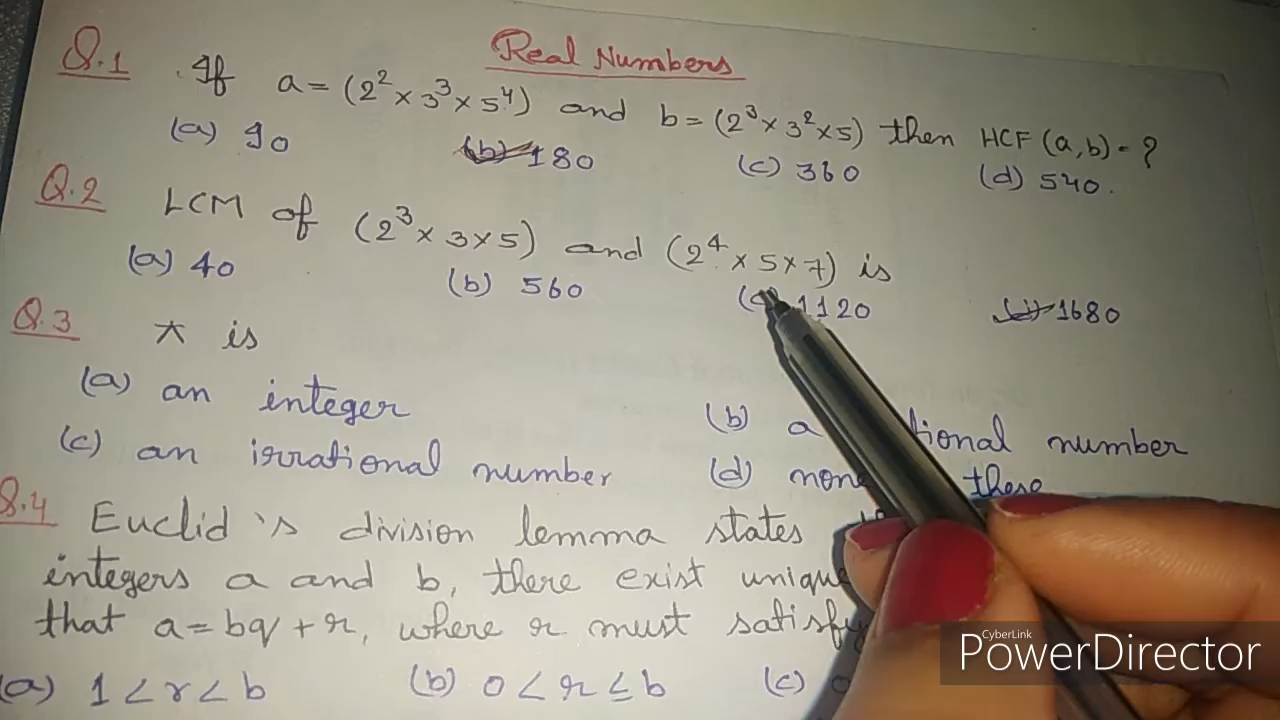 Real Numbers
Q.1 If a = (2² × 3³ × 5⁴) and b = (2³ × 3² × 5) then HCF (a, b) = ?
(a) 90 (b) 180 (c) 360 (d) 540.
Q.2 LCM of (2³ × 3 × 5) and (2⁴ × 5 × 7) is
(a) 40 (b) 560 (c) 1120 1680
Q.3 π is
(a) an integer (b) a number
(c) an irrational number (d) these
Q.4 Euclid's division lemma states
integers a and b, there exist unique
that a = bq + r, where r must satisfy
(a) 1 < r < b (b) 0 < r ≤ b (c)
CyberLink
PowerDirector